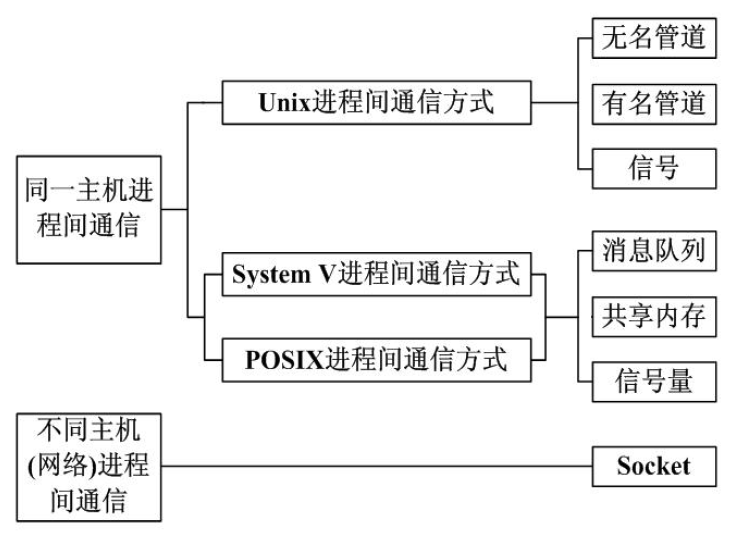 无名管道
Unix进程间通信方式
有名管道
信号
同一主机进
程间通信
消息队列
System V进程间通信方式
共享内存
POSIX进程间通信方式
信号量
不同主机
(网络)进程
间通信
Socket